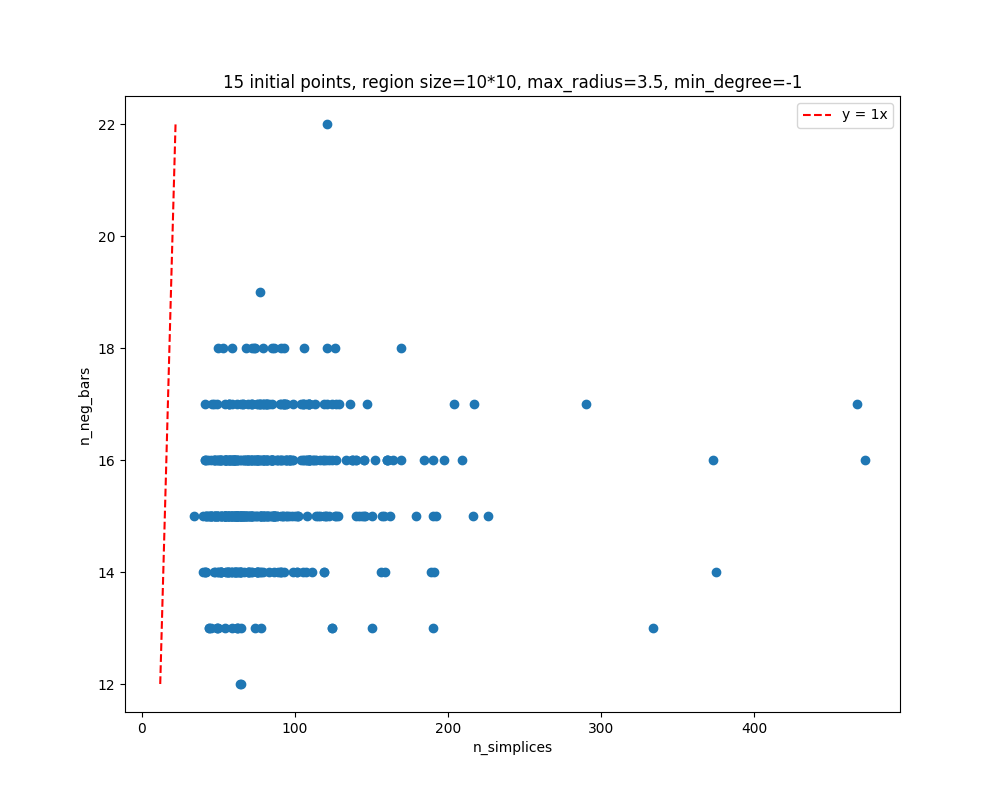 15 initial points, region size=10*10, max_radius=3.5, min_degree=-1
y = 1x
22
20
18
16
14
12
n_neg_bars
0 100 200 300 400
n_simplices